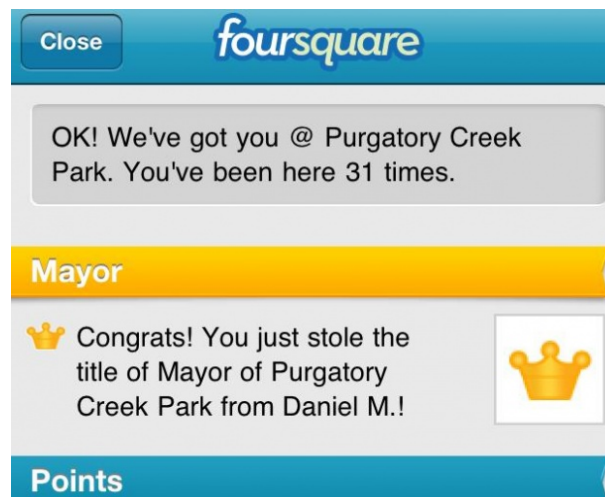 Close
foursquare
OK! We've got you @ Purgatory Creek
Park. You've been here 31 times.
Mayor
Congrats! You just stole the
title of Mayor of Purgatory
Creek Park from Daniel M.!
Points